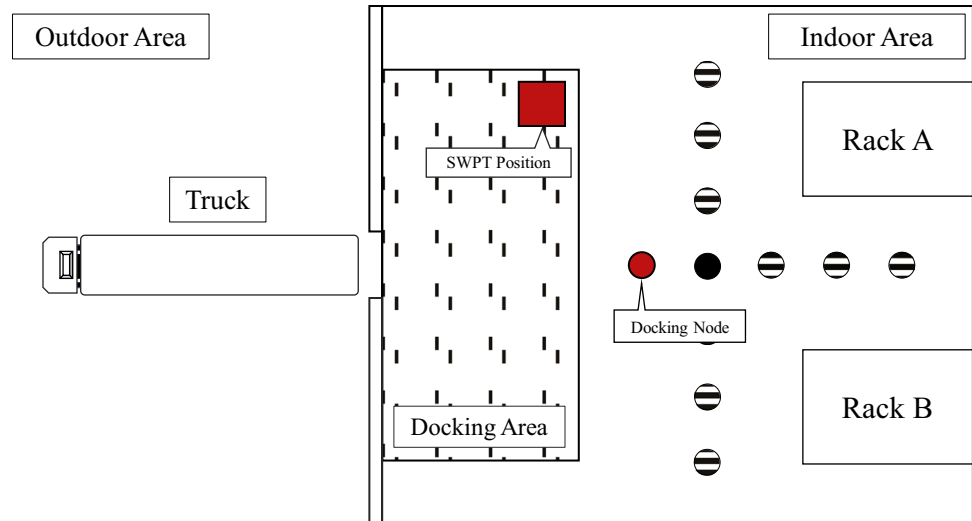 Outdoor Area
Indoor Area
Rack A
SWPT Position
Truck
Docking Node
Rack B
Docking Area